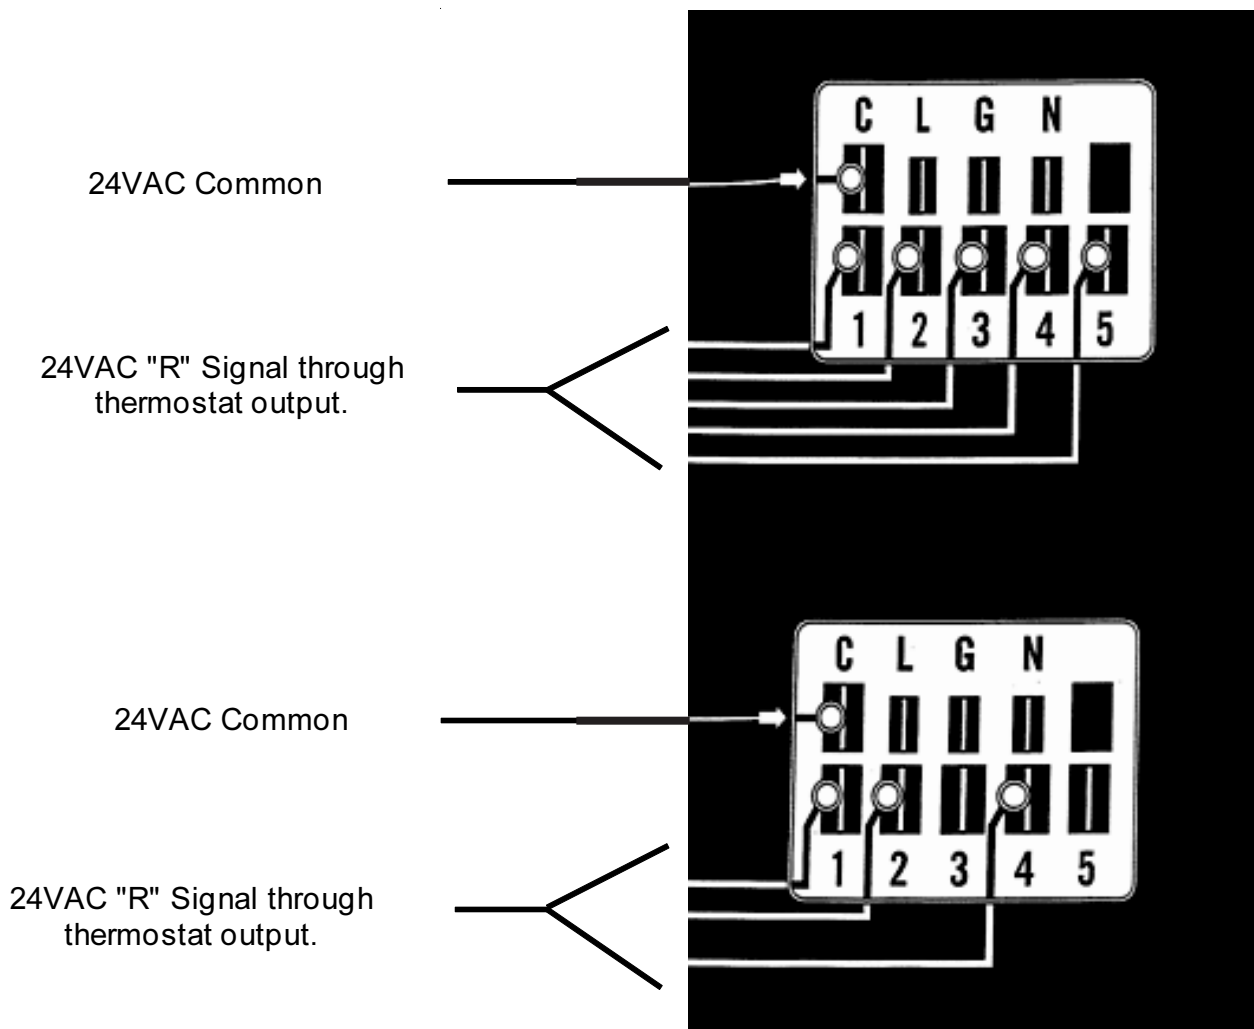 C L G N
24VAC Common
1 2 3 4 5
24VAC "R" Signal through
thermostat output.
C L G N
24VAC Common
1 2 3 4 5
24VAC "R" Signal through
thermostat output.